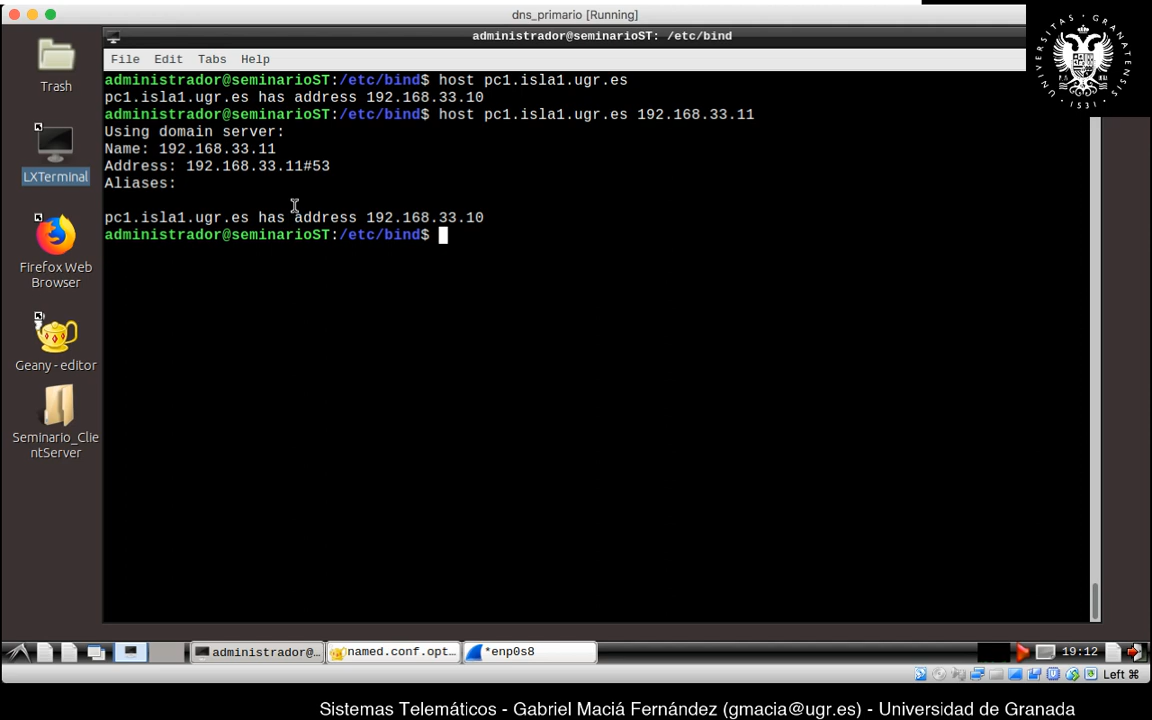 dns_primario [Running]
administrador@seminarioST: /etc/bind
File Edit Tabs Help
administrador@seminarioST:/etc/bind$ host pc1.isla1.ugr.es
pc1.isla1.ugr.es has address 192.168.33.10
administrador@seminarioST:/etc/bind$ host pc1.isla1.ugr.es 192.168.33.11
Using domain server:
Name: 192.168.33.11
Address: 192.168.33.11#53
Aliases:
pc1.isla1.ugr.es has address 192.168.33.10
administrador@seminarioST:/etc/bind$
Trash
LXTerminal
Firefox Web
Browser
Geany - editor
Seminario_Clie
ntServer
UNIVERSITAS GRANATENSIS
1531
administrador@... named.conf.opt... *enp0s8 19:12
Left ⌘
Sistemas Telemáticos - Gabriel Maciá Fernández (gmacia@ugr.es) - Universidad de Granada